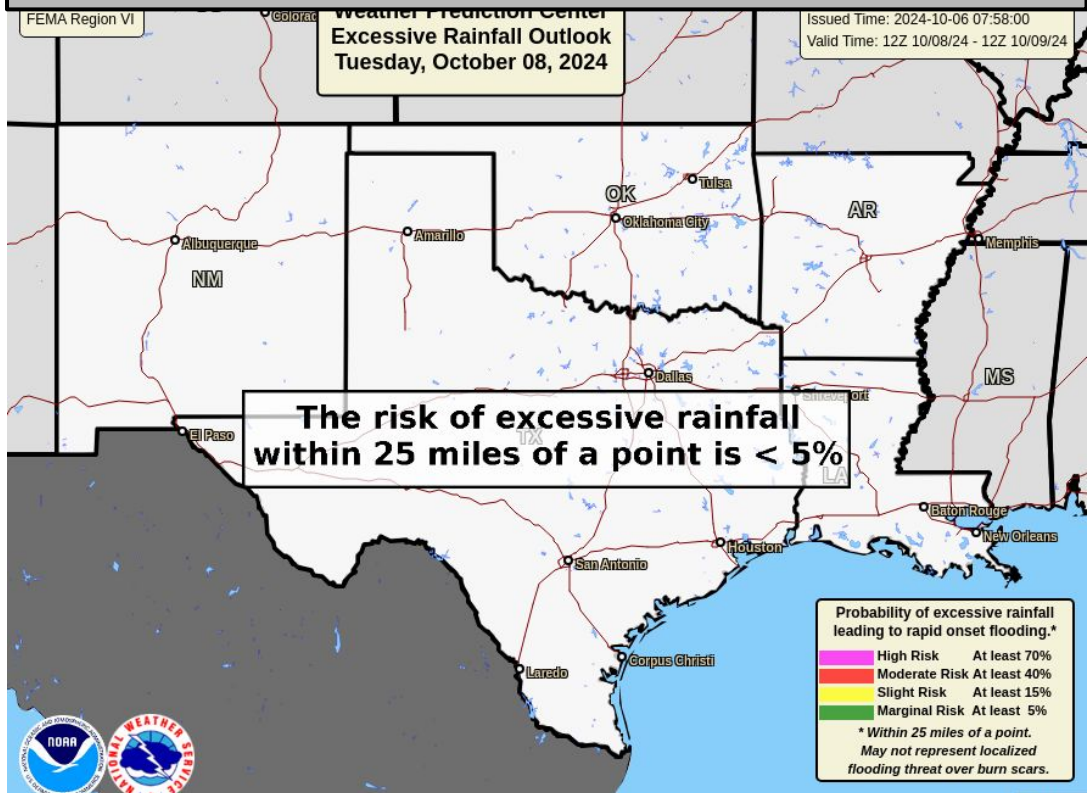 FEMA Region VI
Weather Prediction Center
Excessive Rainfall Outlook
Tuesday, October 08, 2024
Issued Time: 2024-10-06 07:58:00
Valid Time: 12Z 10/08/24 - 12Z 10/09/24
Colorad
Tulsa
OK
Oklahoma City
AR
Amarillo
Albuquerque
Memphis
NM
Dallas
MS
Shreveport
The risk of excessive rainfall
within 25 miles of a point is < 5%
TX
El Paso
LA
Baton Rouge
New Orleans
Houston
San Antonio
Corpus Christi
Laredo
Probability of excessive rainfall
leading to rapid onset flooding.*
High Risk At least 70%
Moderate Risk At least 40%
Slight Risk At least 15%
Marginal Risk At least 5%
* Within 25 miles of a point.
May not represent localized
flooding threat over burn scars.
NOAA
NATIONAL WEATHER SERVICE